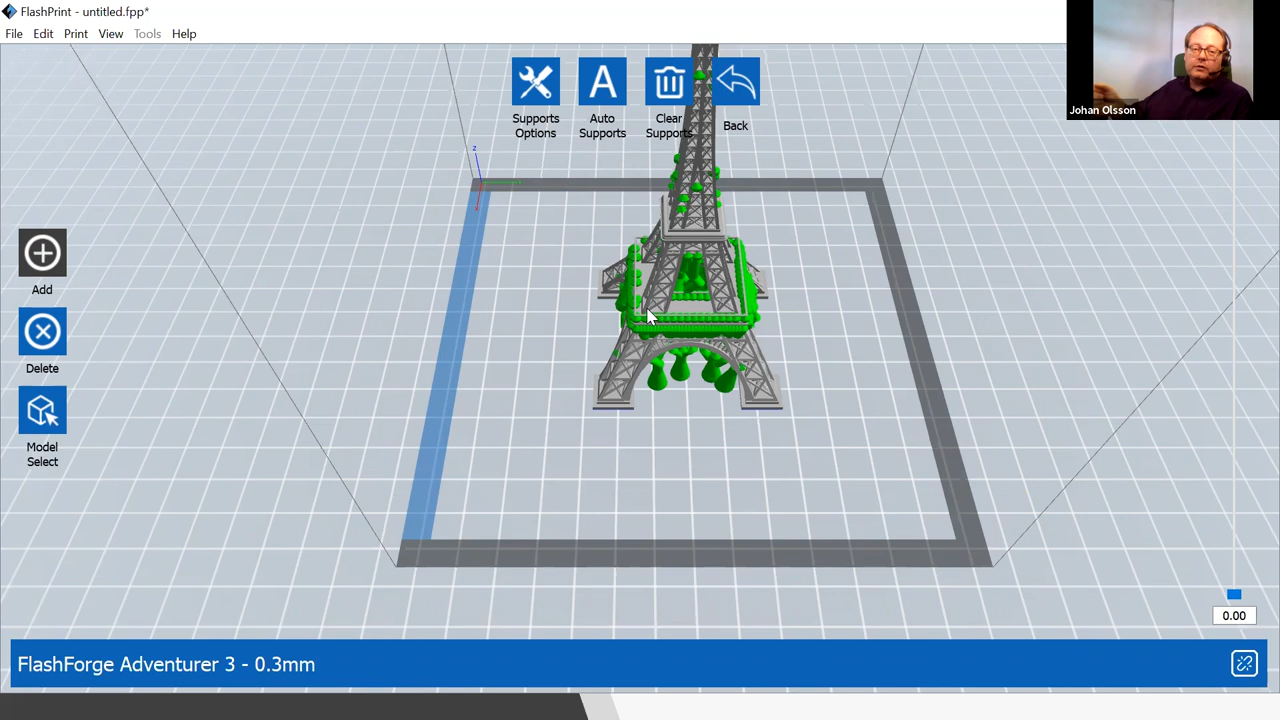 FlashPrint - untitled.fpp*
File Edit Print View Tools Help
Johan Olsson
Supports
Options
Auto
Supports
Clear
Supports
Back
z
Add
Delete
Model
Select
0.00
FlashForge Adventurer 3 - 0.3mm